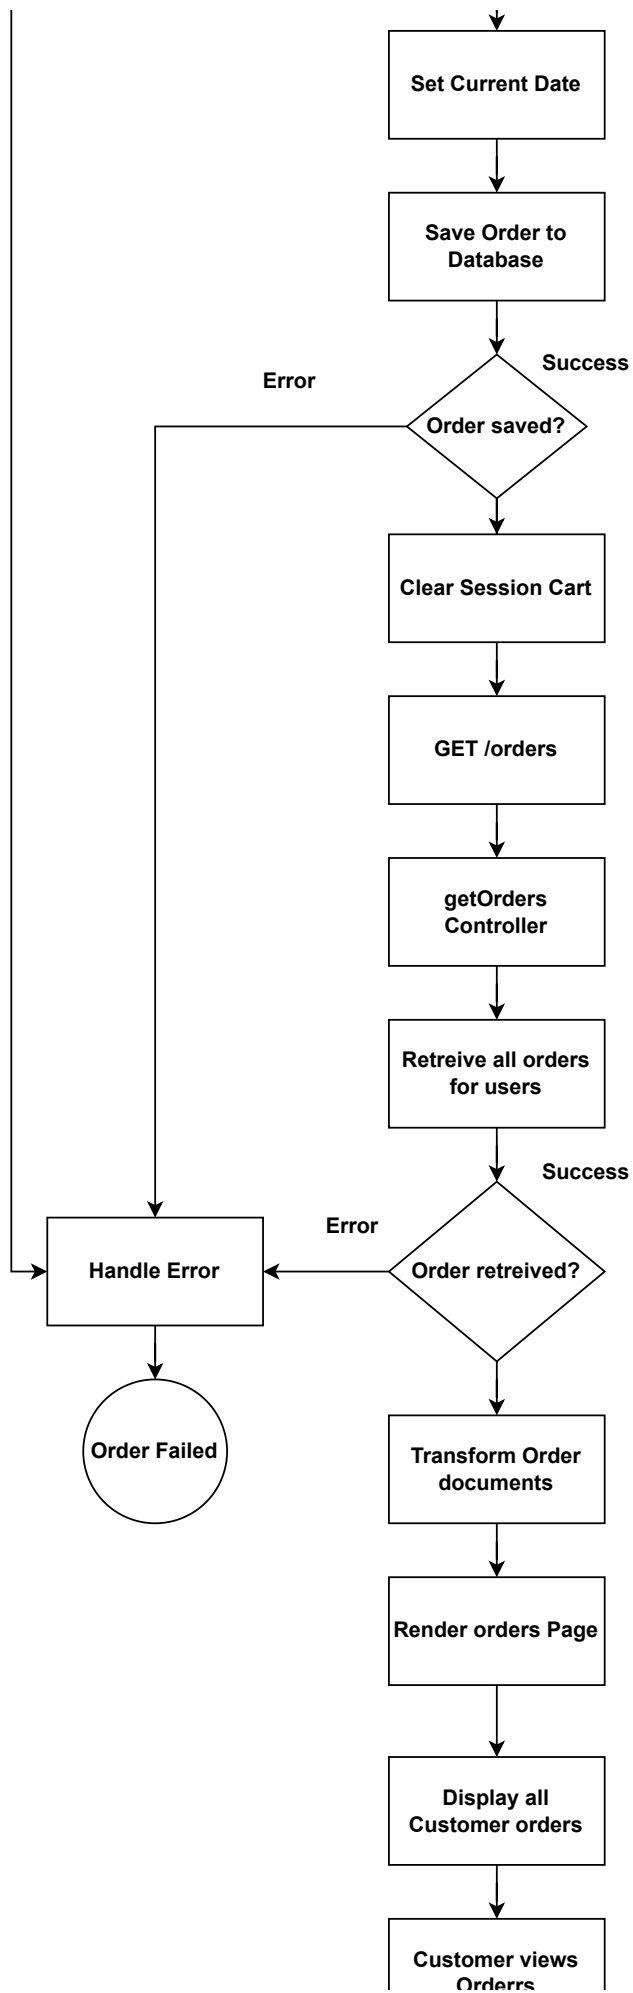 Set Current Date
Save Order to
Database
Success
Error
Order saved?
Clear Session Cart
GET /orders
getOrders
Controller
Retreive all orders
for users
Success
Error
Order retreived?
Handle Error
Order Failed
Transform Order
documents
Render orders Page
Display all
Customer orders
Customer views
Orderrs